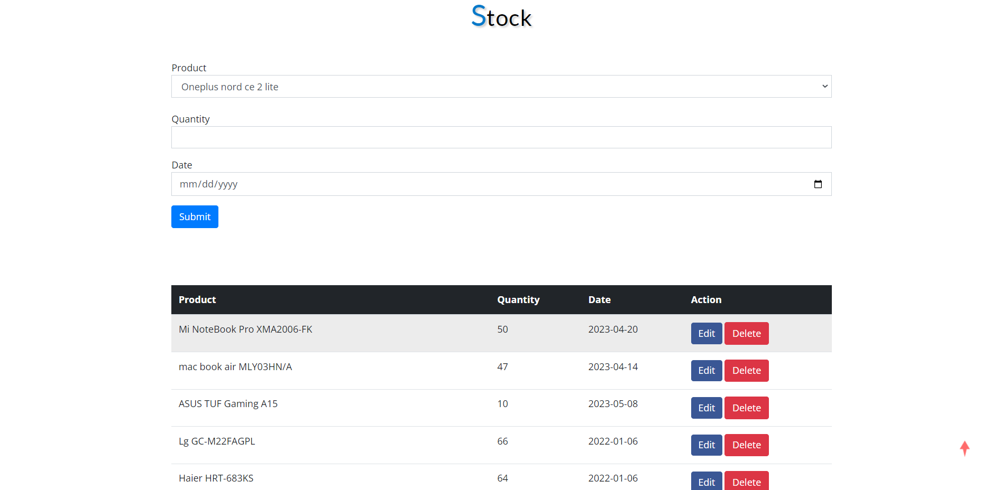 Stock
Product
Oneplus nord ce 2 lite
Quantity
Date
mm/dd/yyyy
Submit
Product Quantity Date Action
Mi NoteBook Pro XMA2006-FK 50 2023-04-20 Edit Delete
mac book air MLY03HN/A 47 2023-04-14 Edit Delete
ASUS TUF Gaming A15 10 2023-05-08 Edit Delete
Lg GC-M22FAGPL 66 2022-01-06 Edit Delete
Haier HRT-683KS 64 2022-01-06 Edit Delete